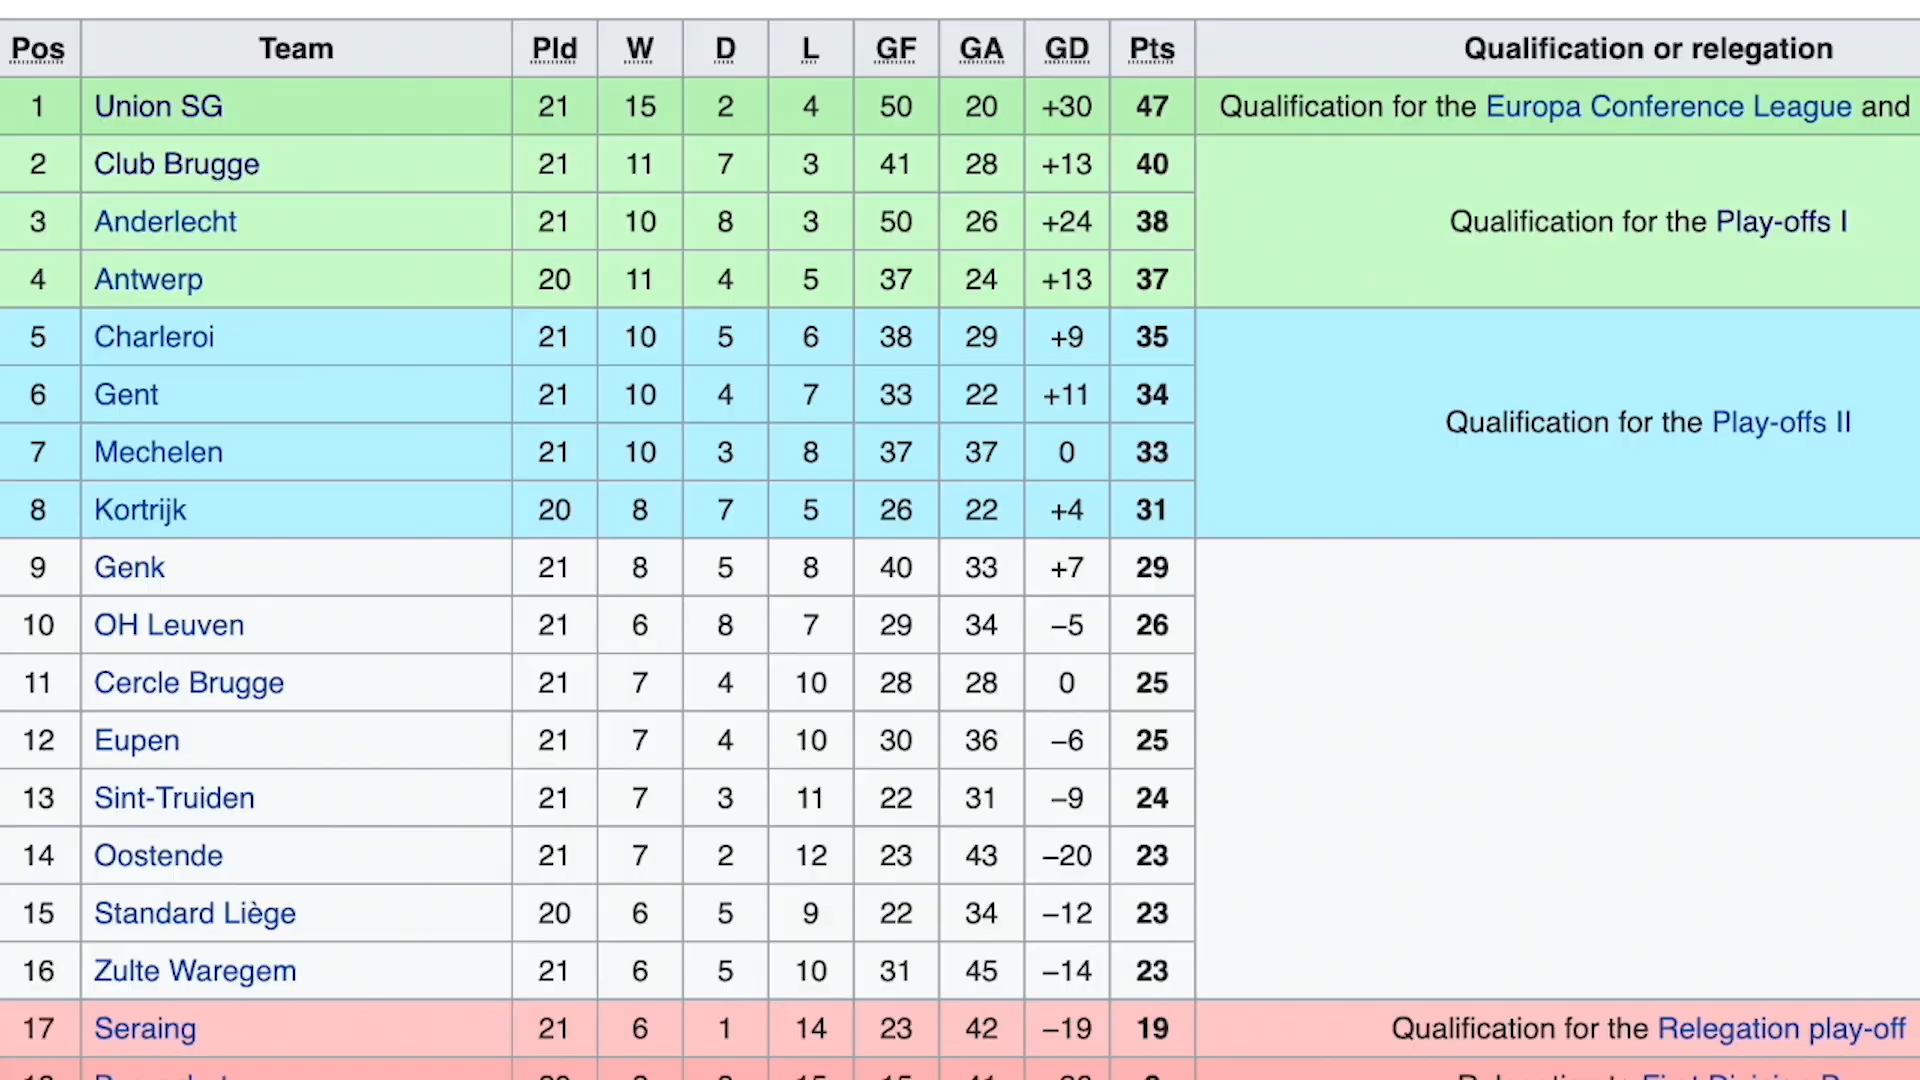 Pos Team Pld W D L GF GA GD Pts Qualification or relegation
1 Union SG 21 15 2 4 50 20 +30 47 Qualification for the Europa Conference League and
2 Club Brugge 21 11 7 3 41 28 +13 40
3 Anderlecht 21 10 8 3 50 26 +24 38 Qualification for the Play-offs I
4 Antwerp 20 11 4 5 37 24 +13 37
5 Charleroi 21 10 5 6 38 29 +9 35
6 Gent 21 10 4 7 33 22 +11 34
Qualification for the Play-offs II
7 Mechelen 21 10 3 8 37 37 0 33
8 Kortrijk 20 8 7 5 26 22 +4 31
9 Genk 21 8 5 8 40 33 +7 29
10 OH Leuven 21 6 8 7 29 34 −5 26
11 Cercle Brugge 21 7 4 10 28 28 0 25
12 Eupen 21 7 4 10 30 36 −6 25
13 Sint-Truiden 21 7 3 11 22 31 −9 24
14 Oostende 21 7 2 12 23 43 −20 23
15 Standard Liège 20 6 5 9 22 34 −12 23
16 Zulte Waregem 21 6 5 10 31 45 −14 23
17 Seraing 21 6 1 14 23 42 −19 19 Qualification for the Relegation play-off